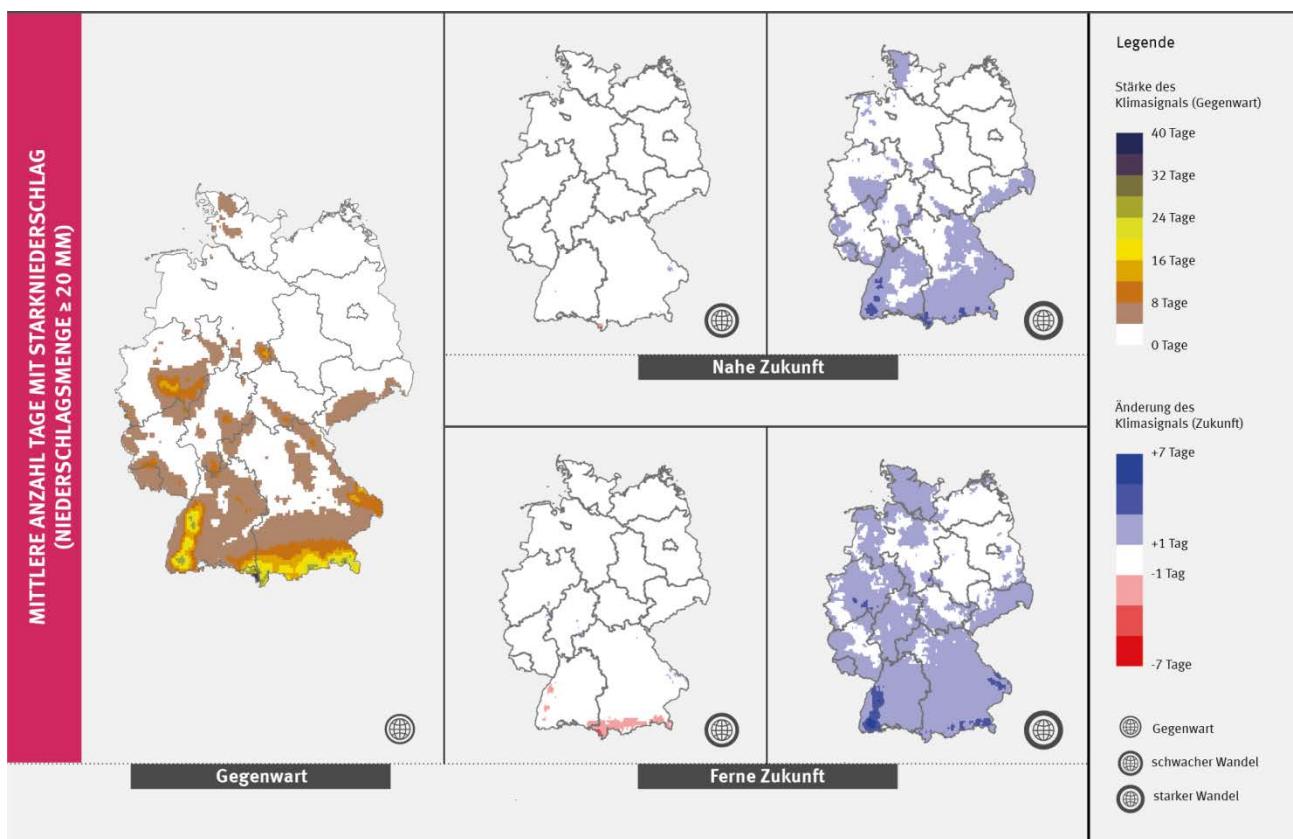 MITTLERE ANZAHL TAGE MIT STARKNIEDERSCHLAG
(NIEDERSCHLAGSMENGE ≥ 20 MM)
Gegenwart
Nahe Zukunft
Ferne Zukunft
Legende
Stärke des
Klimasignals (Gegenwart)
40 Tage
32 Tage
24 Tage
16 Tage
8 Tage
0 Tage
Änderung des
Klimasignals (Zukunft)
+7 Tage
+1 Tag
-1 Tag
-7 Tage
Gegenwart
schwacher Wandel
starker Wandel